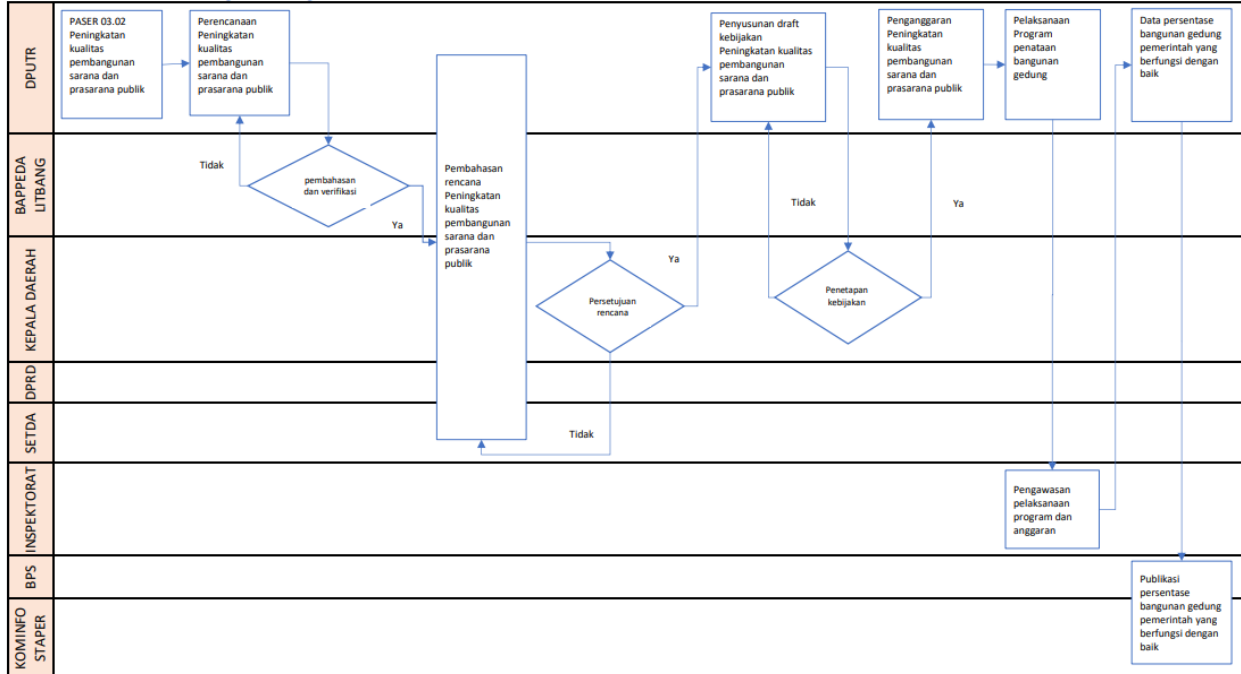 DPUTR
PASER 03.02
Peningkatan
kualitas
pembangunan
sarana dan
prasarana publik
Perencanaan
Peningkatan
kualitas
pembangunan
sarana dan
prasarana publik
Penyusunan draft
kebijakan
Peningkatan kualitas
pembangunan
sarana dan
prasarana publik
Penganggaran
Peningkatan
kualitas
pembangunan
sarana dan
prasarana publik
Pelaksanaan
Program
penataan
bangunan
gedung
Data persentase
bangunan gedung
pemerintah yang
berfungsi dengan
baik
BAPPEDA
LITBANG
Tidak
pembahasan
dan verifikasi
Ya
Pembahasan
rencana
Peningkatan
kualitas
pembangunan
sarana dan
prasarana
publik
Tidak
Ya
KEPALA DAERAH
Persetujuan
rencana
Ya
Penetapan
kebijakan
DPRD
SETDA
Tidak
INSPEKTORAT
Pengawasan
pelaksanaan
program dan
anggaran
BPS
Publikasi
persentase
bangunan gedung
pemerintah yang
berfungsi dengan
baik
KOMINFO
STAPER